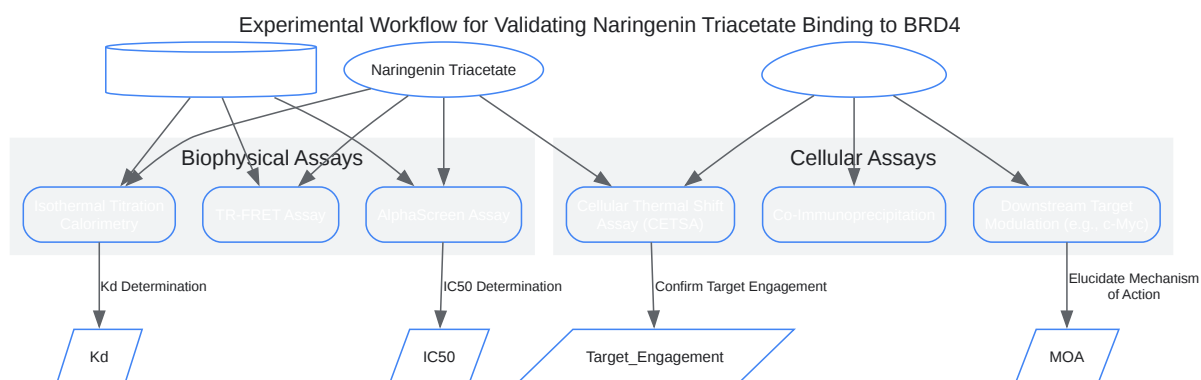 Experimental Workflow for Validating Naringenin Triacetate Binding to BRD4
Naringenin Triacetate
Biophysical Assays
Cellular Assays
Isothermal Titration
Calorimetry
TR-FRET Assay
AlphaScreen Assay
Cellular Thermal Shift
Assay (CETSA)
Co-Immunoprecipitation
Downstream Target
Modulation (e.g., c-Myc)
Kd Determination
IC50 Determination
Confirm Target Engagement
Elucidate Mechanism
of Action
Kd
IC50
Target_Engagement
MOA